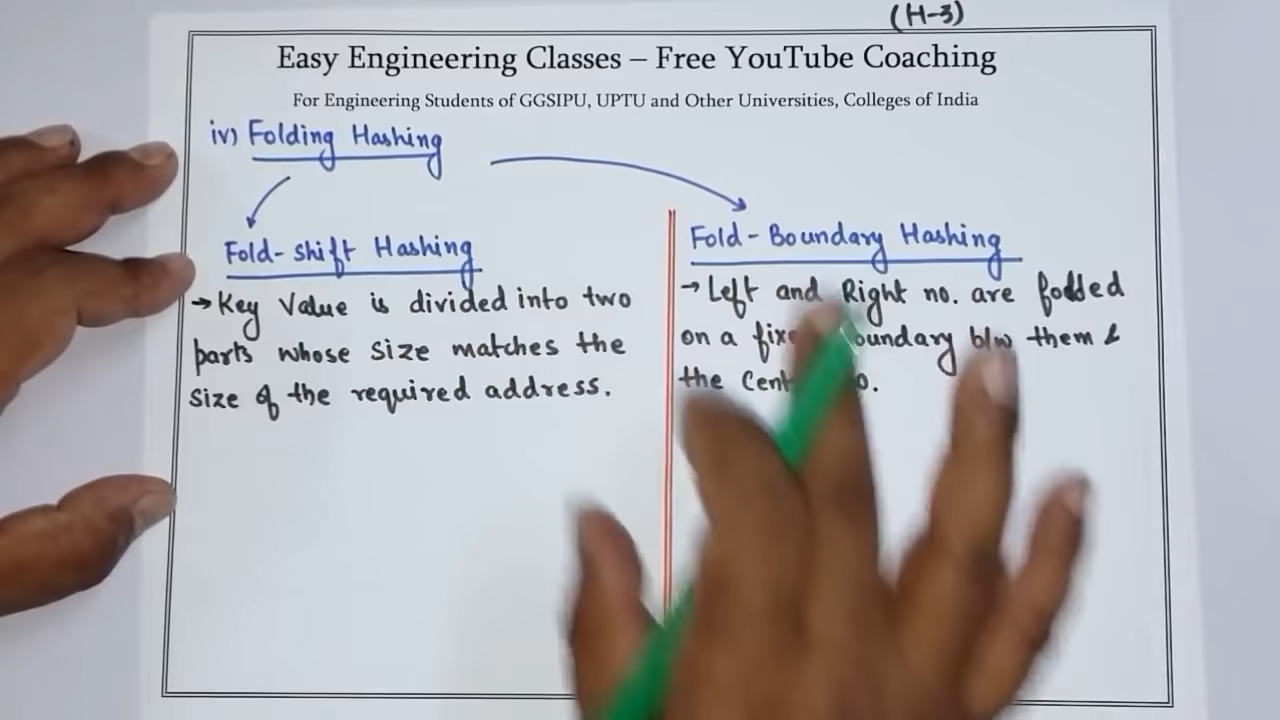 (H-3)
Easy Engineering Classes – Free YouTube Coaching
For Engineering Students of GGSIPU, UPTU and Other Universities, Colleges of India
iv) Folding Hashing
Fold-shift Hashing
→ Key Value is divided into two
parts whose size matches the
size of the required address.
Fold-Boundary Hashing
→ Left and Right no. are folded
on a boundary b/w them &
the